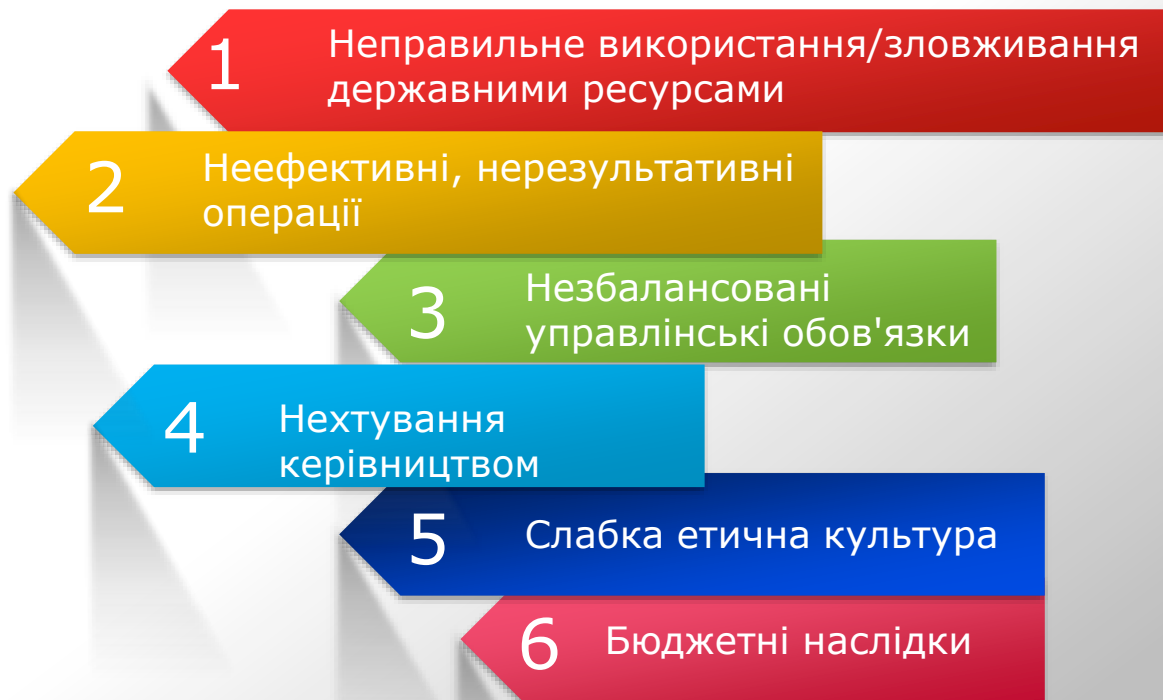 1
Неправильне використання/зловживання
державними ресурсами
2
Неефективні, нерезультативні
операції
3
Незбалансовані
управлінські обов'язки
4
Нехтування
керівництвом
5
Слабка етична культура
6
Бюджетні наслідки